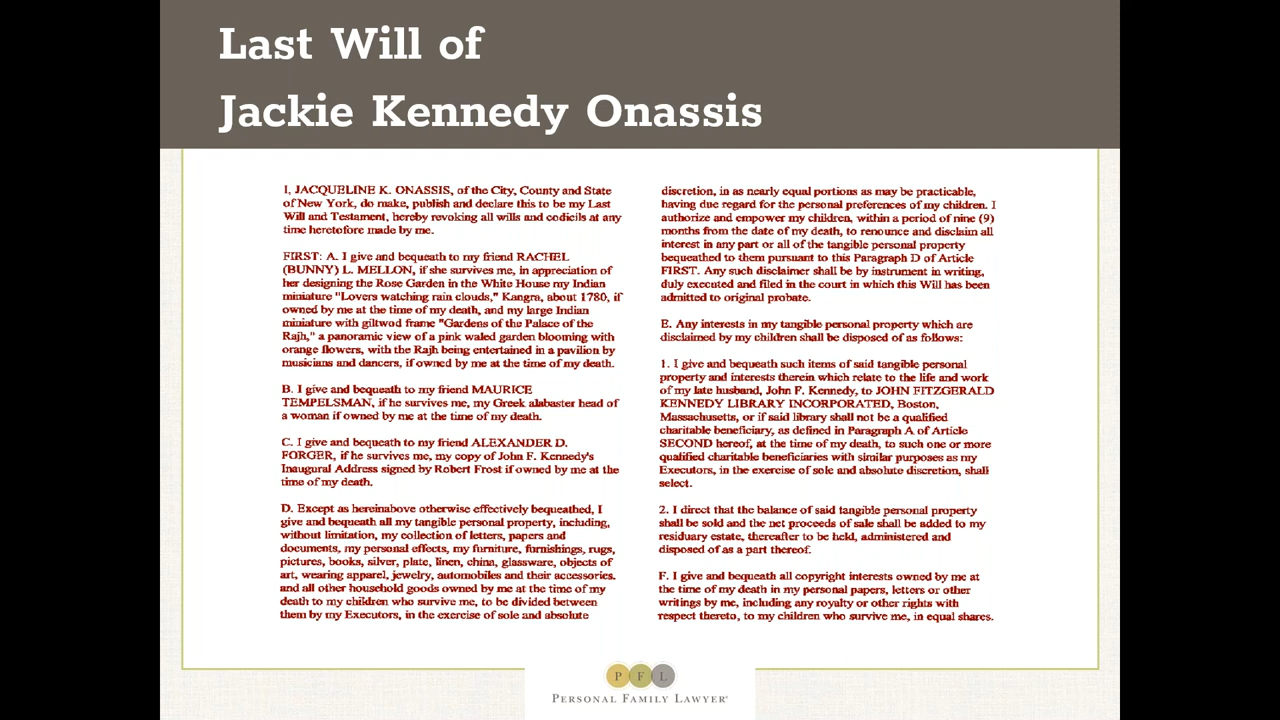 Last Will of
Jackie Kennedy Onassis
I, JACQUELINE K. ONASSIS, of the City, County and State
of New York, do make, publish and declare this to be my Last
Will and Testament, hereby revoking all wills and codicils at any
time heretofore made by me.
FIRST: A. I give and bequeath to my friend RACHEL
(BUNNY) L. MELLON, if she survives me, in appreciation of
her designing the Rose Garden in the White House my Indian
miniature "Lovers watching rain clouds," Kangra, about 1780, if
owned by me at the time of my death, and my large Indian
miniature with giltwod frame "Gardens of the Palace of the
Rajh," a panoramic view of a pink waled garden blooming with
orange flowers, with the Rajh being entertained in a pavilion by
musicians and dancers, if owned by me at the time of my death.
B. I give and bequeath to my friend MAURICE
TEMPELSMAN, if he survives me, my Greek alabaster head of
a woman if owned by me at the time of my death.
C. I give and bequeath to my friend ALEXANDER D.
FORGER, if he survives me, my copy of John F. Kennedy's
Inaugural Address signed by Robert Frost if owned by me at the
time of my death.
D. Except as hereinabove otherwise effectively bequeathed, I
give and bequeath all my tangible personal property, including,
without limitation, my collection of letters, papers and
documents, my personal effects, my furniture, furnishings, rugs,
pictures, books, silver, plate, linen, china, glassware, objects of
art, wearing apparel, jewelry, automobiles and their accessories.
and all other household goods owned by me at the time of my
death to my children who survive me, to be divided between
them by my Executors, in the exercise of sole and absolute
discretion, in as nearly equal portions as may be practicable,
having due regard for the personal preferences of my children. I
authorize and empower my children, within a period of nine (9)
months from the date of my death, to renounce and disclaim all
interest in any part or all of the tangible personal property
bequeathed to them pursuant to this Paragraph D of Article
FIRST. Any such disclaimer shall be by instrument in writing,
duly executed and filed in the court in which this Will has been
admitted to original probate.
E. Any interests in my tangible personal property which are
disclaimed by my children shall be disposed of as follows:
1. I give and bequeath such items of said tangible personal
property and interests therein which relate to the life and work
of my late husband, John F. Kennedy, to JOHN FITZGERALD
KENNEDY LIBRARY INCORPORATED, Boston,
Massachusetts, or if said library shall not be a qualified
charitable beneficiary, as defined in Paragraph A of Article
SECOND hereof, at the time of my death, to such one or more
qualified charitable beneficiaries with similar purposes as my
Executors, in the exercise of sole and absolute discretion, shall
select.
2. I direct that the balance of said tangible personal property
shall be sold and the net proceeds of sale shall be added to my
residuary estate, thereafter to be held, administered and
disposed of as a part thereof.
F. I give and bequeath all copyright interests owned by me at
the time of my death in my personal papers, letters or other
writings by me, including any royalty or other rights with
respect thereto, to my children who survive me, in equal shares.
P F L
PERSONAL FAMILY LAWYER